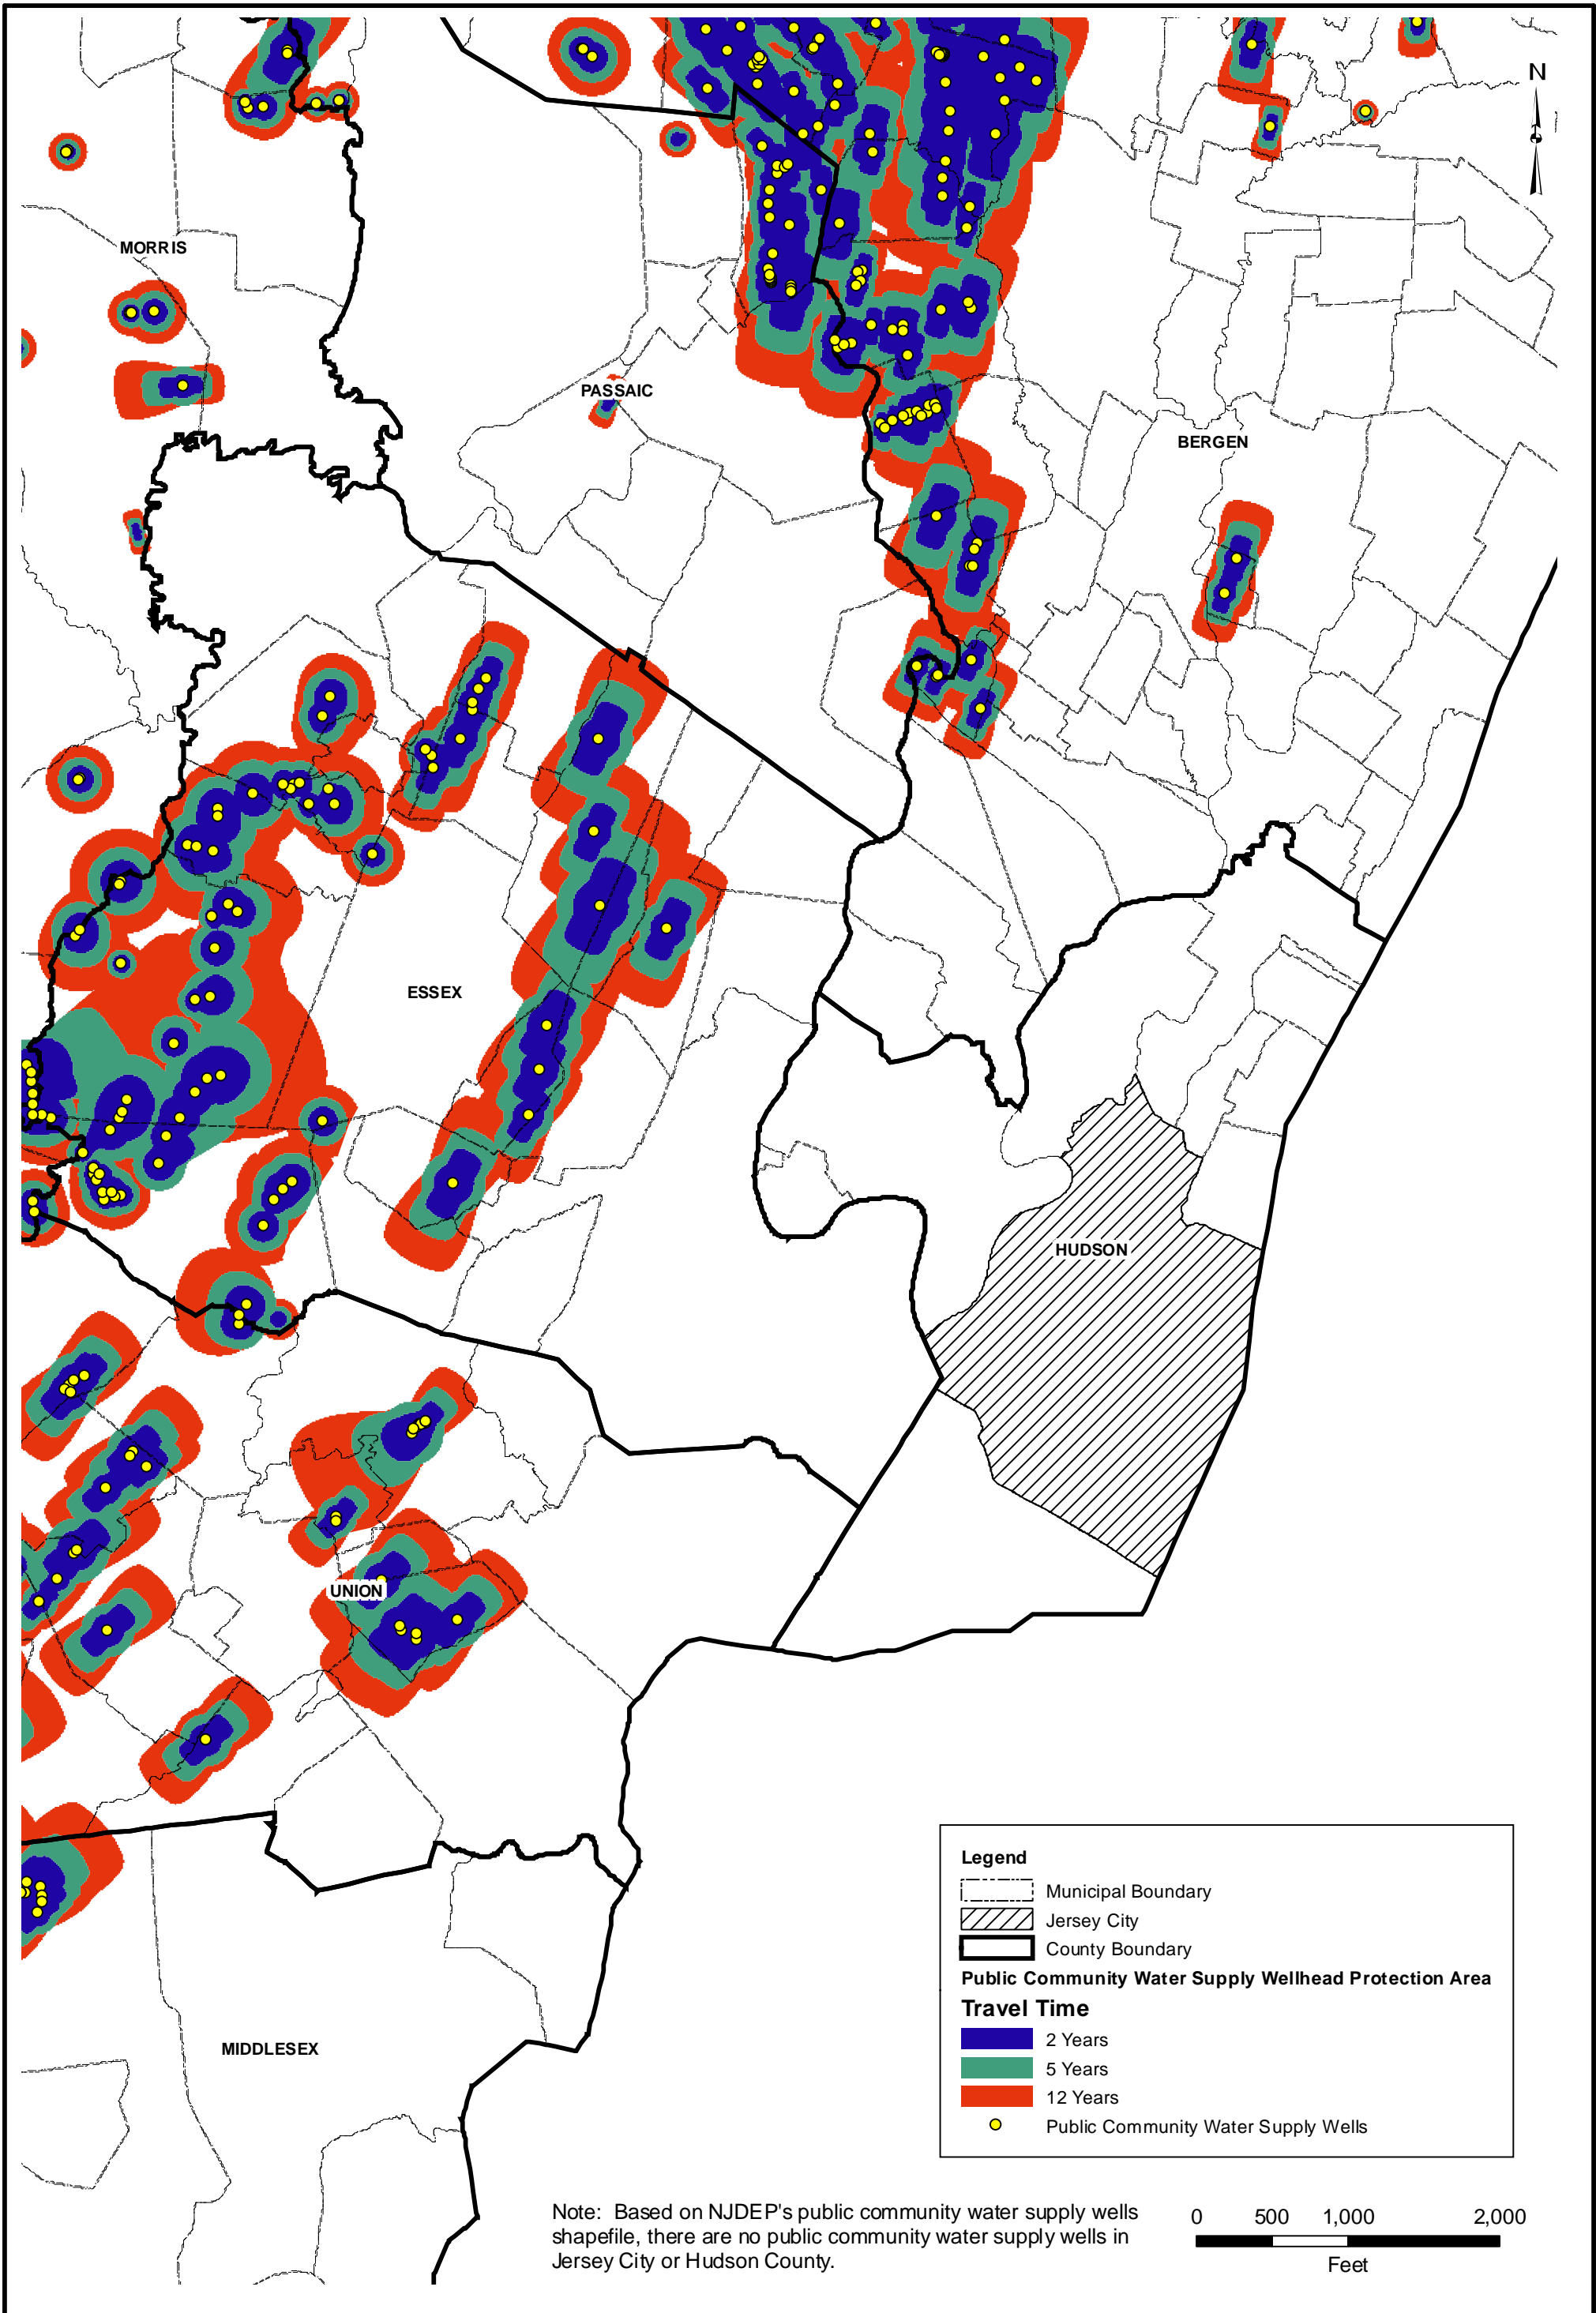 N
MORRIS
PASSAIC
BERGEN
ESSEX
HUDSON
UNION
MIDDLESEX
Legend
Municipal Boundary
Jersey City
County Boundary
Public Community Water Supply Wellhead Protection Area
Travel Time
2 Years
5 Years
12 Years
Public Community Water Supply Wells
Note: Based on NJDEP's public community water supply wells
shapefile, there are no public community water supply wells in
Jersey City or Hudson County.
0 500 1,000 2,000
Feet